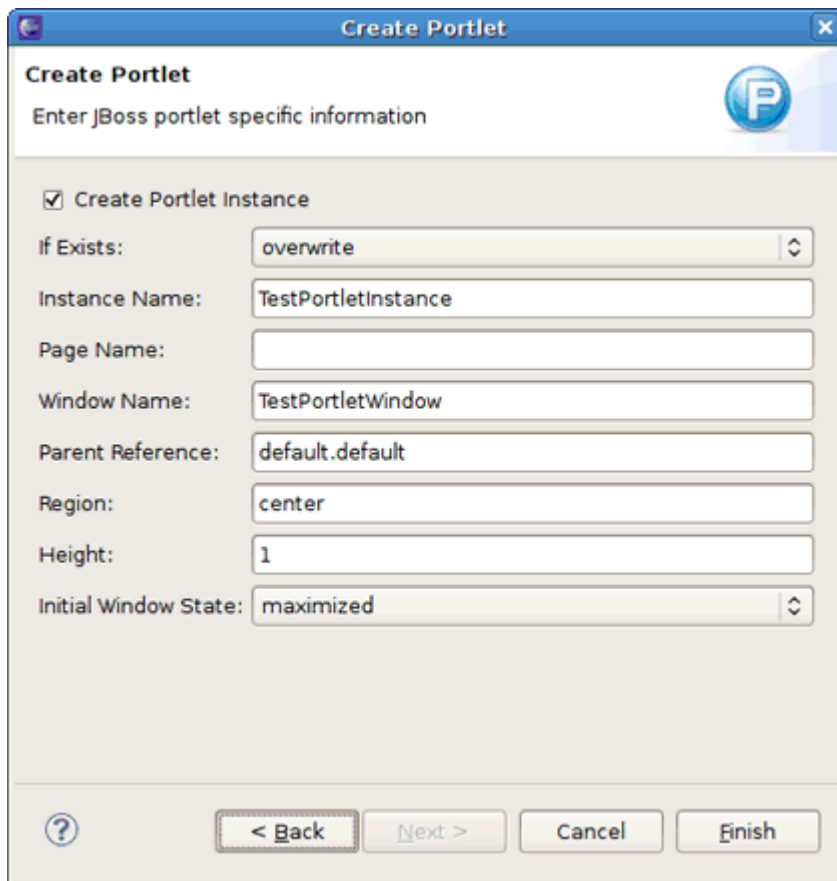 Create Portlet
Create Portlet
Enter JBoss portlet specific information
P
Create Portlet Instance
If Exists: overwrite
Instance Name: TestPortletInstance
Page Name:
Window Name: TestPortletWindow
Parent Reference: default.default
Region: center
Height: 1
Initial Window State: maximized
? < Back Next > Cancel Finish